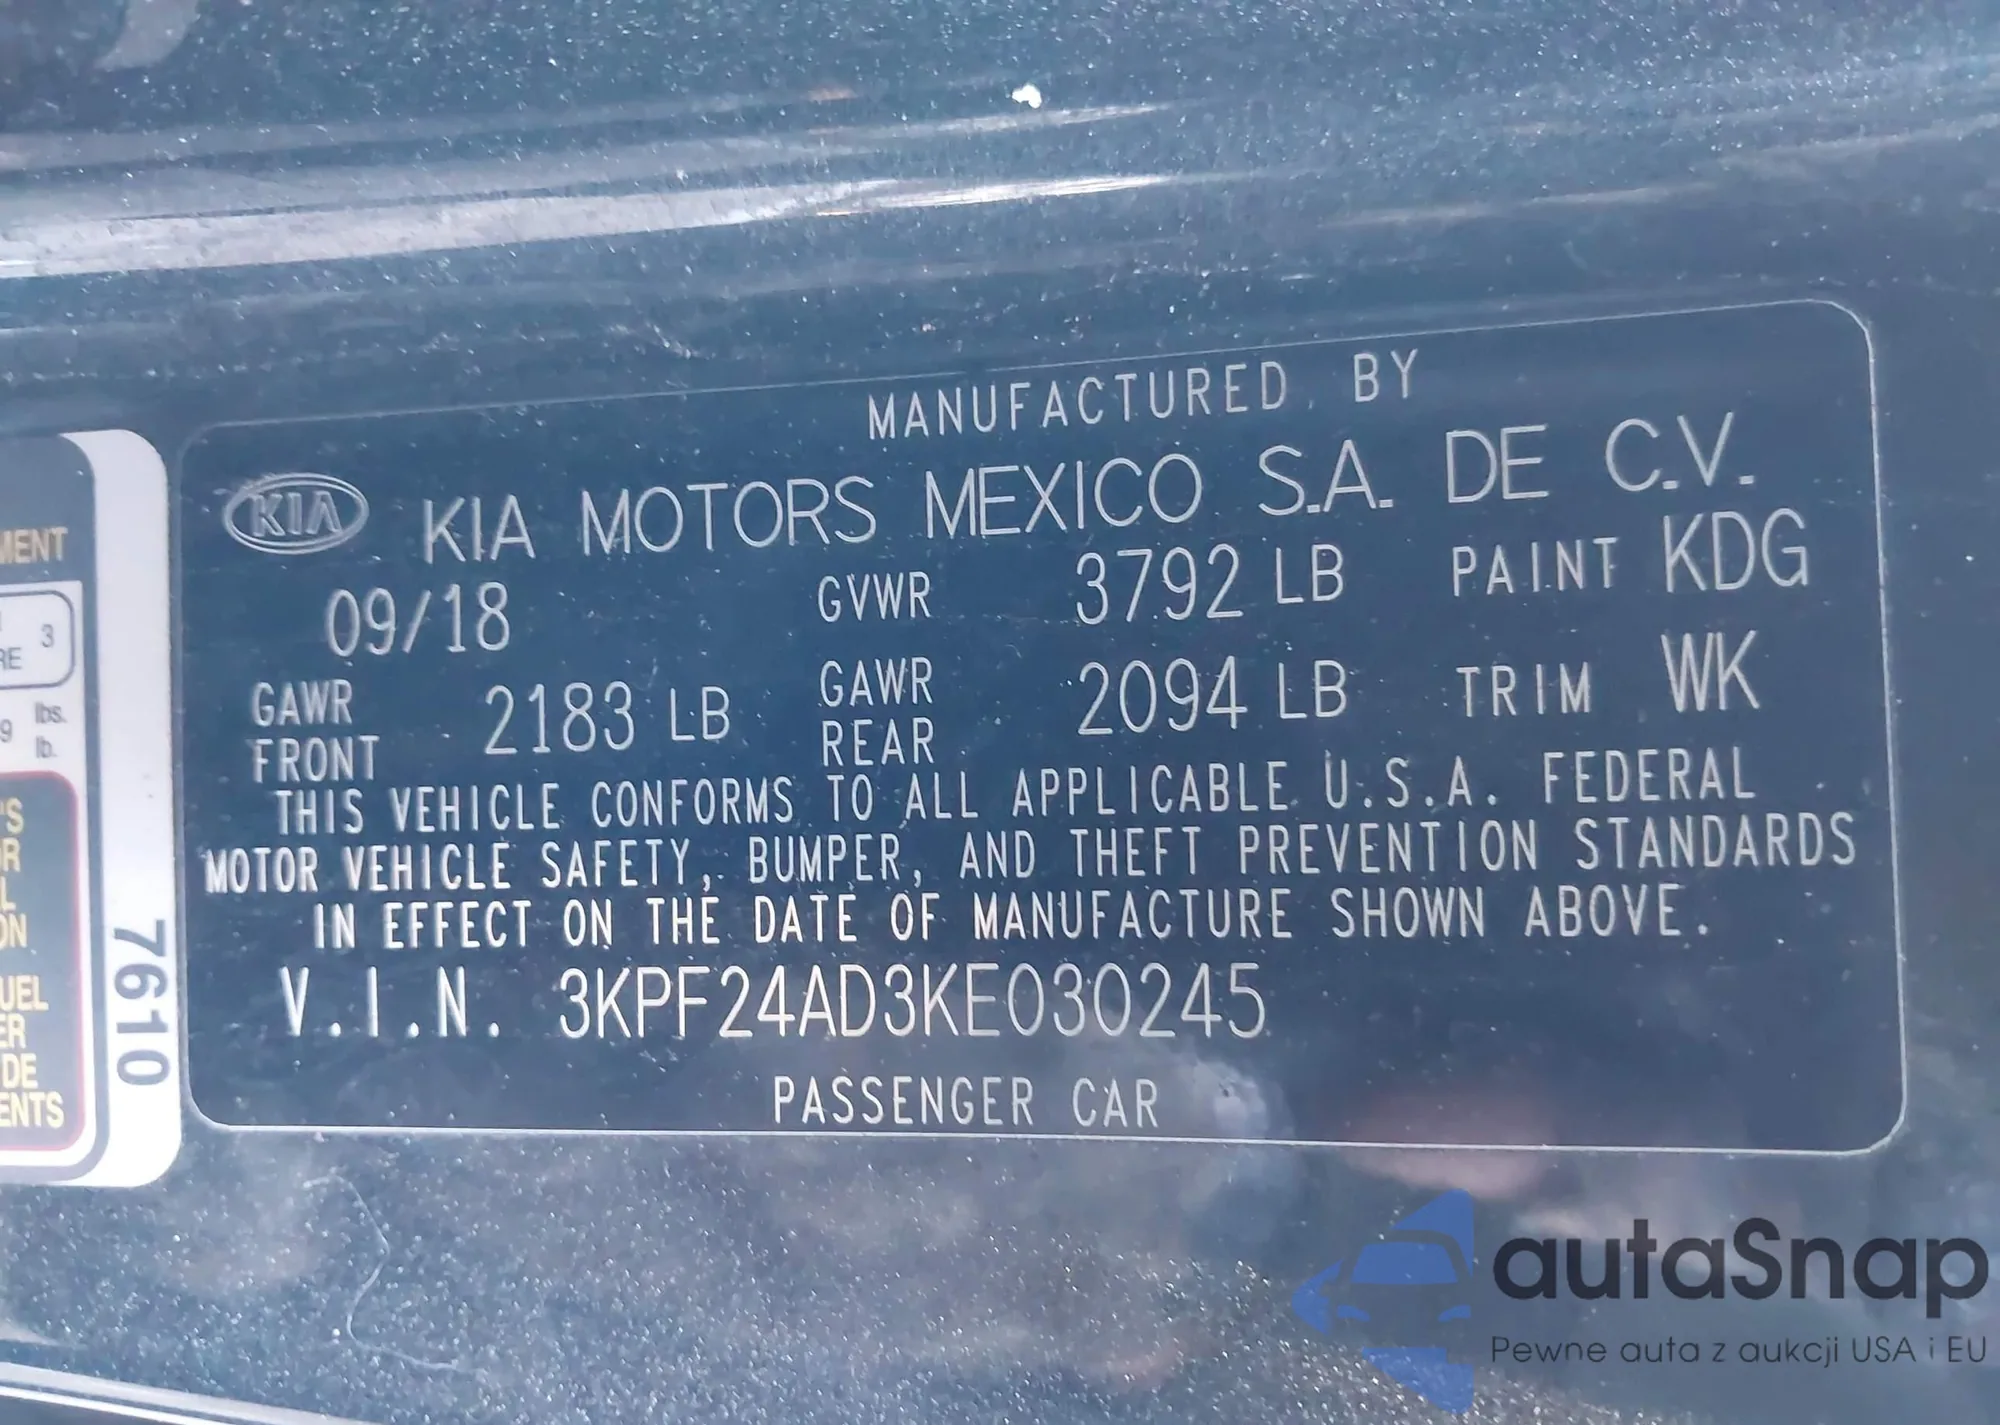 MANUFACTURED BY
KIA KIA MOTORS MEXICO S.A. DE C.V.
09/18 GVWR 3792 LB PAINT KDG
GAWR FRONT 2183 LB GAWR REAR 2094 LB TRIM WK
THIS VEHICLE CONFORMS TO ALL APPLICABLE U.S.A. FEDERAL
MOTOR VEHICLE SAFETY, BUMPER, AND THEFT PREVENTION STANDARDS
IN EFFECT ON THE DATE OF MANUFACTURE SHOWN ABOVE.
V.I.N. 3KPF24AD3KE030245
PASSENGER CAR
3
lbs.
lb.
7610
autaSnap
Pewne auta z aukcji USA i EU